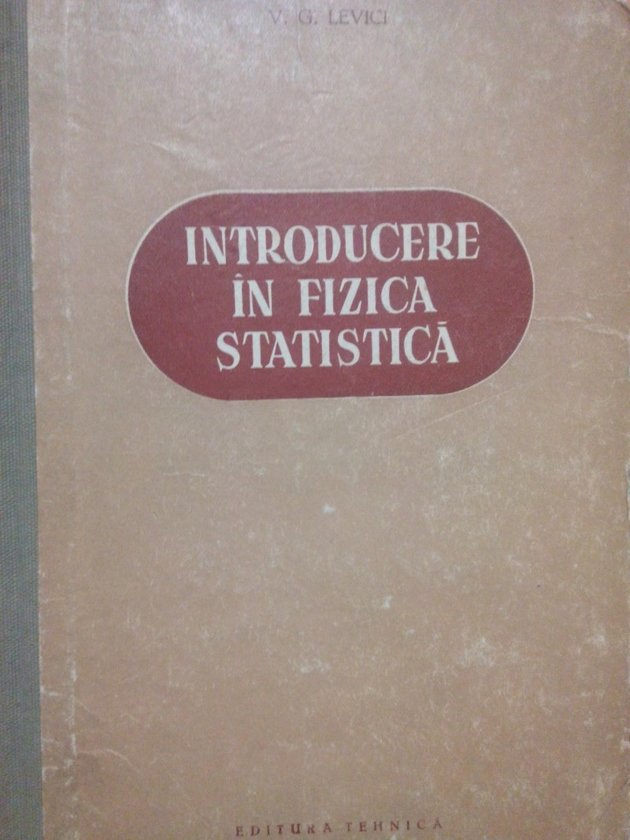 V. G. LEVICI
INTRODUCERE
ÎN FIZICA
STATISTICĂ
EDITURA TEHNICĂ